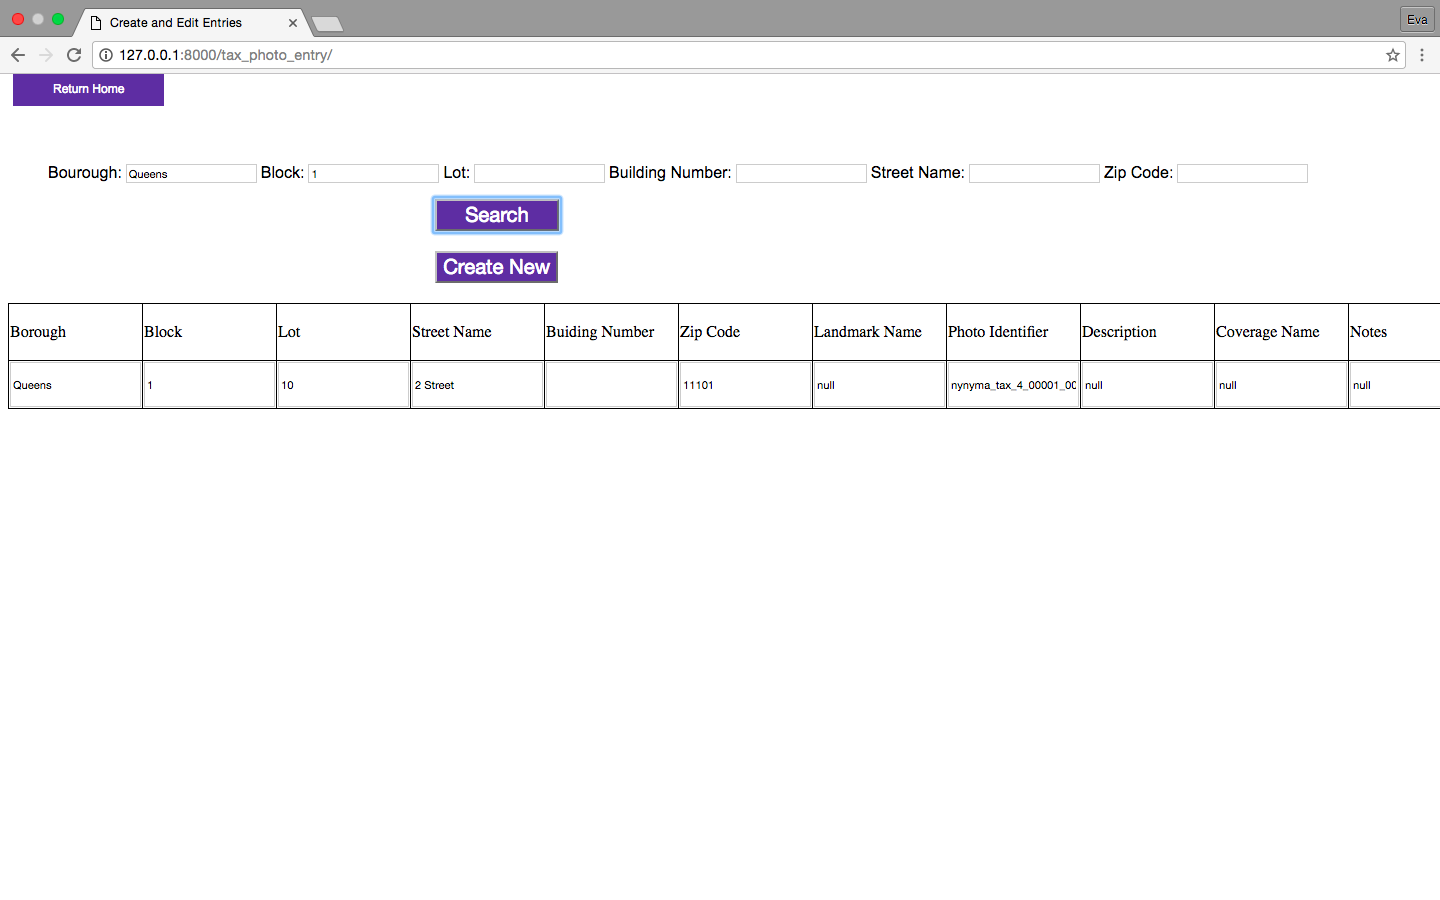 Create and Edit Entries
Eva
127.0.0.1:8000/tax_photo_entry/
Return Home
Bourough: Queens Block: 1 Lot: Building Number: Street Name: Zip Code:
Search
Create New
Borough Block Lot Street Name Buiding Number Zip Code Landmark Name Photo Identifier Description Coverage Name Notes
Queens 1 10 2 Street 11101 null nynyma_tax_4_00001_00 null null null